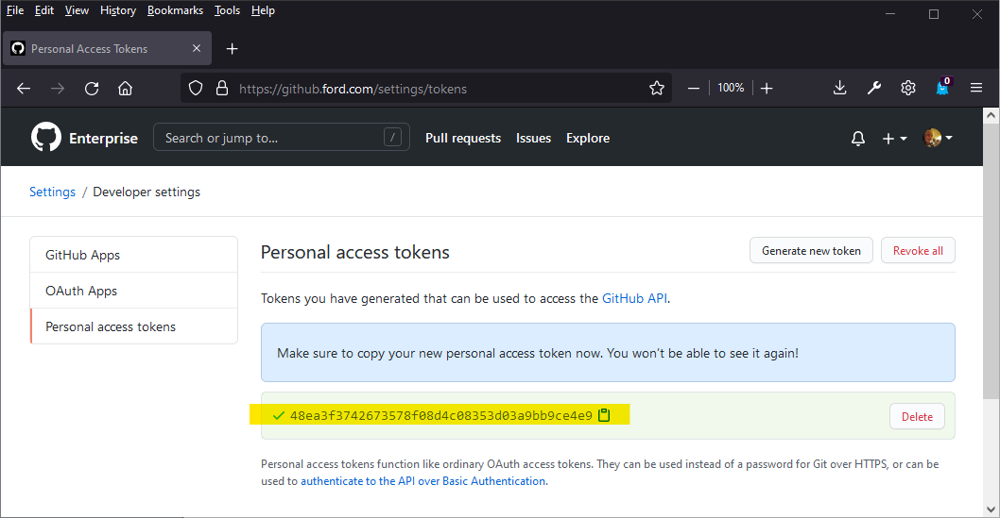 File Edit View History Bookmarks Tools Help
Personal Access Tokens
https://github.ford.com/settings/tokens
100%
0
Enterprise
Search or jump to...
/
Pull requests Issues Explore
Settings / Developer settings
GitHub Apps
OAuth Apps
Personal access tokens
Personal access tokens
Generate new token
Revoke all
Tokens you have generated that can be used to access the GitHub API.
Make sure to copy your new personal access token now. You won't be able to see it again!
48ea3f3742673578f08d4c08353d03a9bb9ce4e9
Delete
Personal access tokens function like ordinary OAuth access tokens. They can be used instead of a password for Git over HTTPS, or can be
used to authenticate to the API over Basic Authentication.